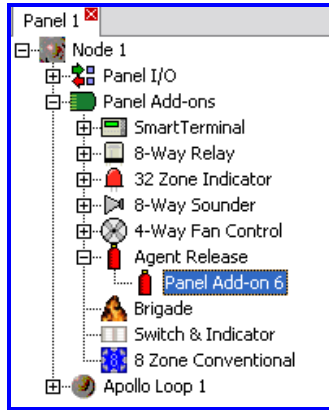 Panel 1
Node 1
Panel I/O
Panel Add-ons
SmartTerminal
8-Way Relay
32 Zone Indicator
8-Way Sounder
4-Way Fan Control
Agent Release
Panel Add-on 6
Brigade
Switch & Indicator
8 Zone Conventional
Apollo Loop 1